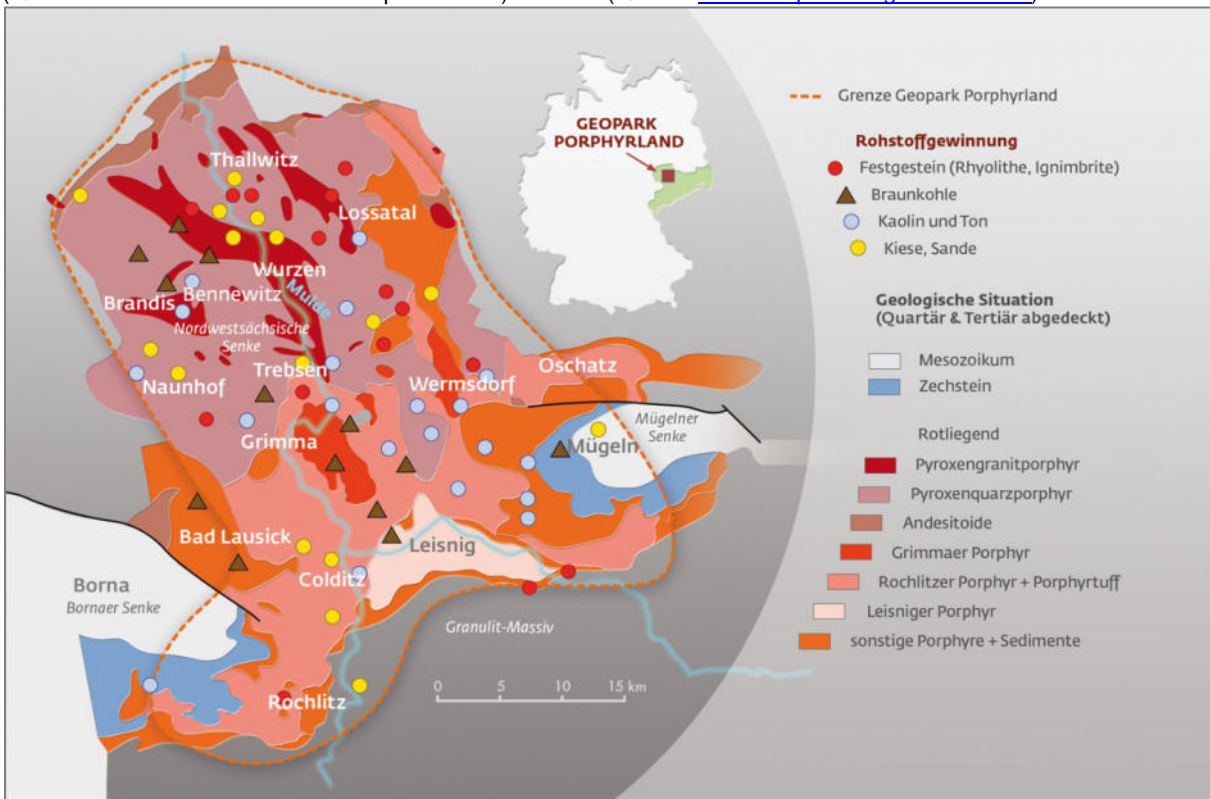 GEOPARK
PORPHYRLAND
Grenze Geopark Porphyrland
Rohstoffgewinnung
Festgestein (Rhyolithe, Ignimbrite)
Braunkohle
Kaolin und Ton
Kiese, Sande
Geologische Situation
(Quartär & Tertiär abgedeckt)
Mesozoikum
Zechstein
Rotliegend
Pyroxengranitporphyr
Pyroxenquarzporphyr
Andesitoide
Grimmaer Porphyr
Rochlitzer Porphyr + Porphyrtuff
Leisniger Porphyr
sonstige Porphyre + Sedimente
Thallwitz
Lossatal
Wurzen
Mulde
Brandis
Bennewitz
Nordwestsächsische
Senke
Trebsen
Naunhof
Wermsdorf
Oschatz
Grimma
Mügeln
Mügelner
Senke
Bad Lausick
Leisnig
Colditz
Borna
Bornaer Senke
Granulit-Massiv
Rochlitz
0 5 10 15 km